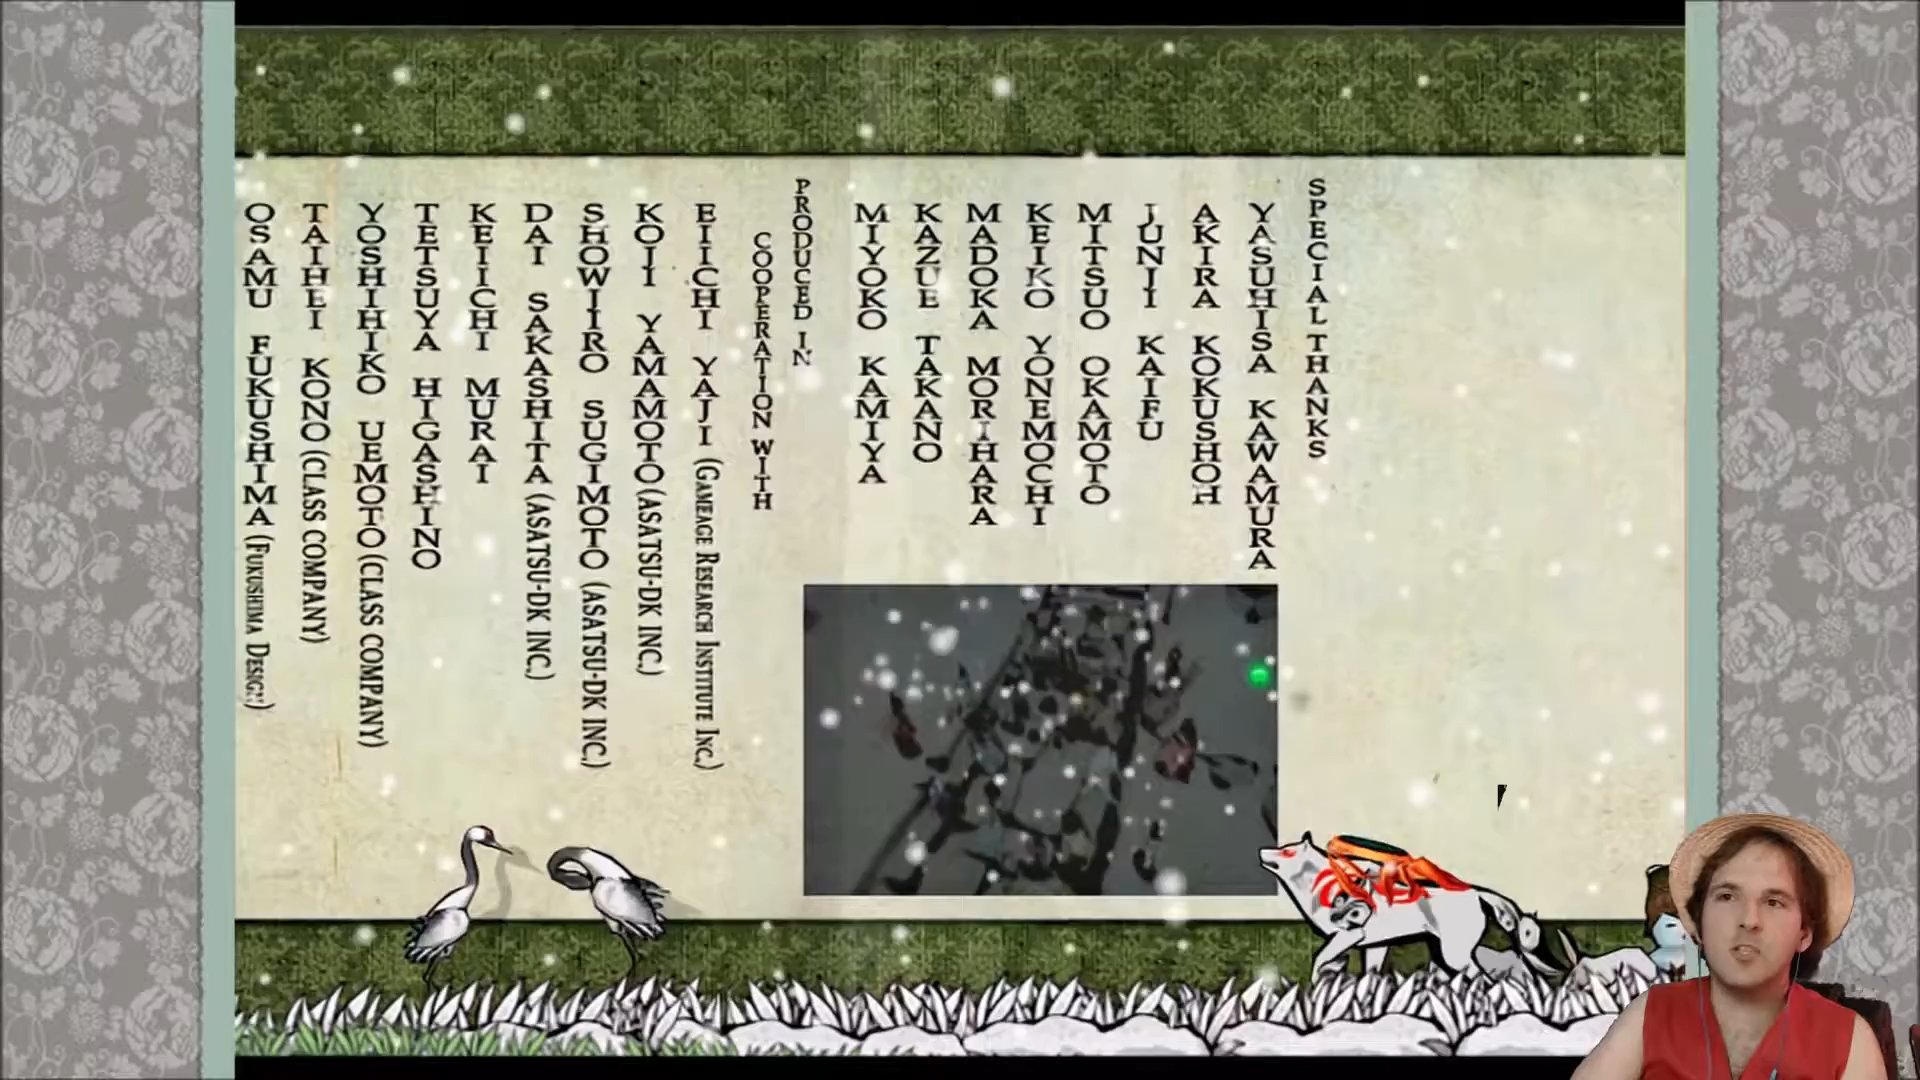 SPECIAL THANKS
YASUHISA KAWAMURA
AKIRA KOKUSHOH
JUNJI KAIFU
MITSUO OKAMOTO
KEIKO YONEMOCHI
MADOKA MORIHARA
KAZUE TAKANO
MIYOKO KAMIYA
PRODUCED IN
COOPERATION WITH
EIICHI YAJI (GAMEAGE RESEARCH INSTITUTE INC.)
KOJI YAMAMOTO (ASATSU-DK INC.)
SHOWJIRO SUGIMOTO (ASATSU-DK INC.)
DAI SAKASHITA (ASATSU-DK INC.)
KEIICHI MURAI
TETSUYA HIGASHINO
YOSHIHIKO UEMOTO (CLASS COMPANY)
TAIHEI KONO (CLASS COMPANY)
OSAMU FUKUSHIMA (FUKUSHIMA DESIGN)